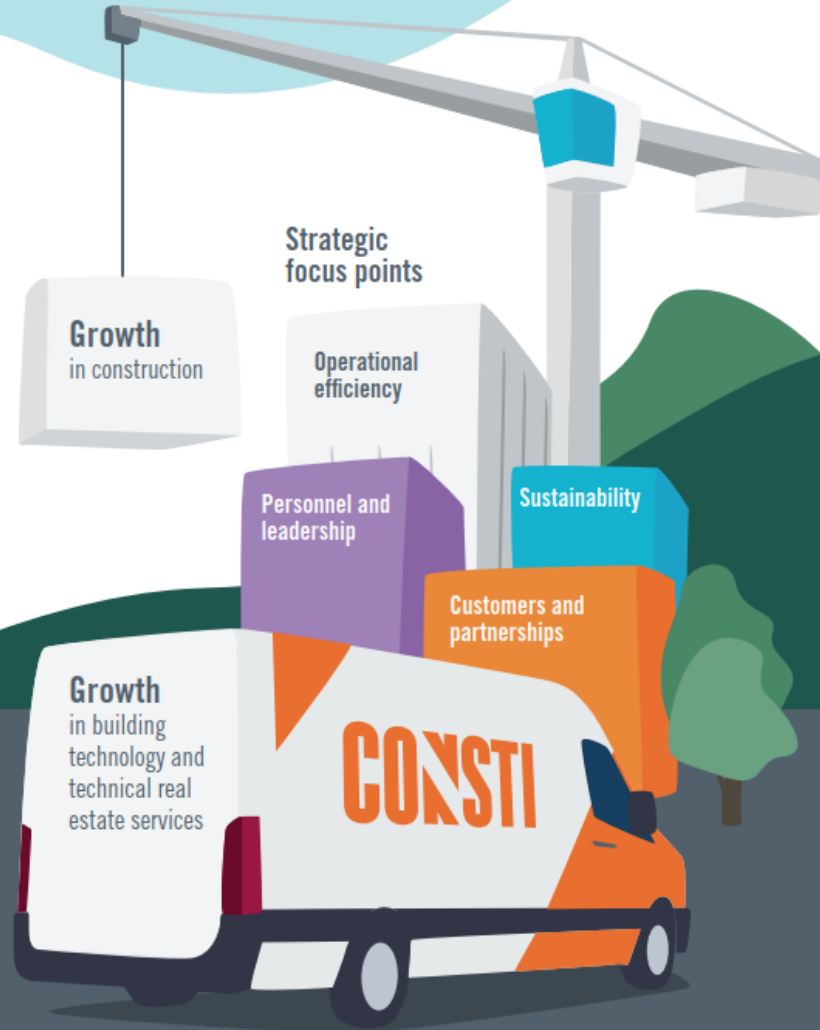 Strategic
focus points
Growth
in construction
Operational
efficiency
Personnel and
leadership
Sustainability
Customers and
partnerships
Growth
in building
technology and
technical real
estate services
CONSTI